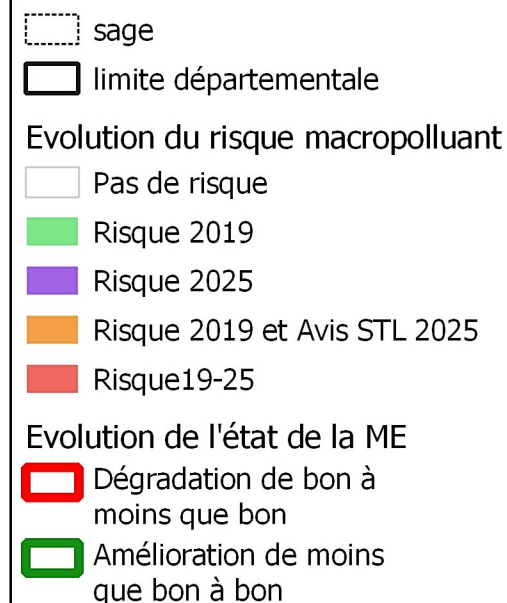 sage
limite départementale
Evolution du risque macropolluant
Pas de risque
Risque 2019
Risque 2025
Risque 2019 et Avis STL 2025
Risque19-25
Evolution de l'état de la ME
Dégradation de bon à
moins que bon
Amélioration de moins
que bon à bon